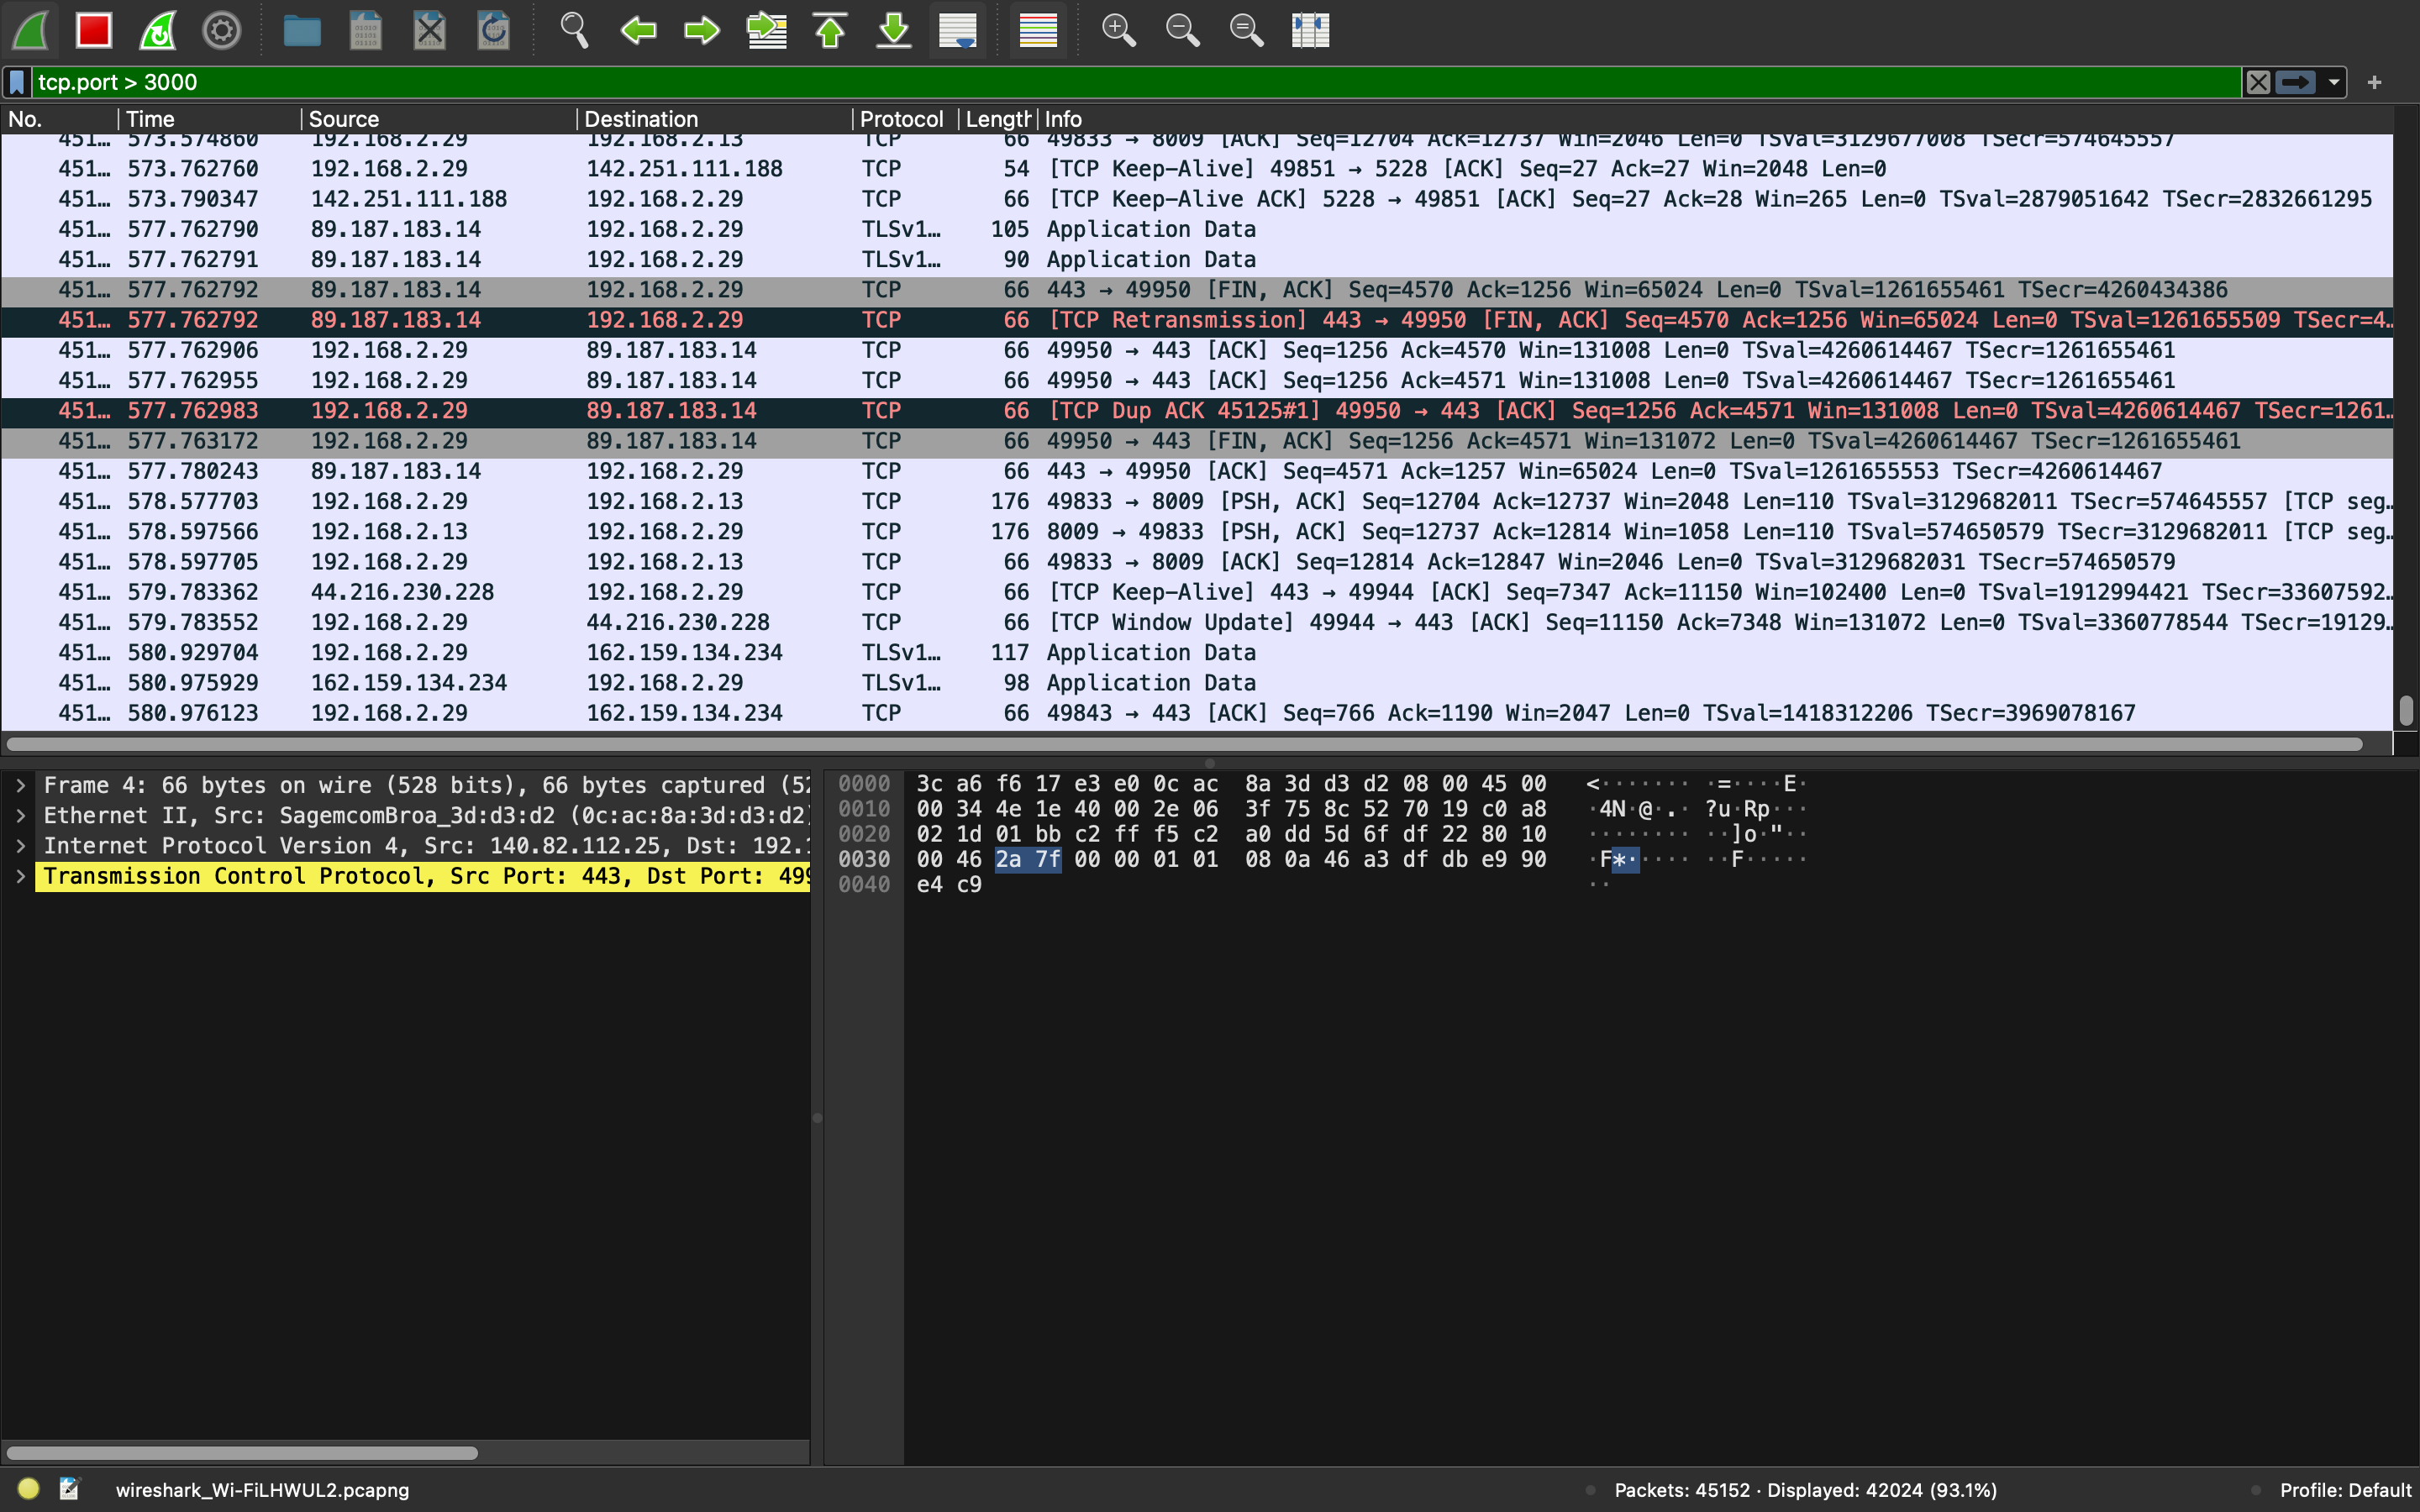 tcp.port > 3000
No. Time Source Destination Protocol Length Info
451… 573.574860 192.168.2.29 192.168.2.13 TCP 66 49833 → 8009 [ACK] Seq=12704 Ack=12737 Win=2046 Len=0 TSval=3129677008 TSecr=574645557
451… 573.762760 192.168.2.29 142.251.111.188 TCP 54 [TCP Keep-Alive] 49851 → 5228 [ACK] Seq=27 Ack=27 Win=2048 Len=0
451… 573.790347 142.251.111.188 192.168.2.29 TCP 66 [TCP Keep-Alive ACK] 5228 → 49851 [ACK] Seq=27 Ack=28 Win=265 Len=0 TSval=2879051642 TSecr=2832661295
451… 577.762790 89.187.183.14 192.168.2.29 TLSv1… 105 Application Data
451… 577.762791 89.187.183.14 192.168.2.29 TLSv1… 90 Application Data
451… 577.762792 89.187.183.14 192.168.2.29 TCP 66 443 → 49950 [FIN, ACK] Seq=4570 Ack=1256 Win=65024 Len=0 TSval=1261655461 TSecr=4260434386
451… 577.762792 89.187.183.14 192.168.2.29 TCP 66 [TCP Retransmission] 443 → 49950 [FIN, ACK] Seq=4570 Ack=1256 Win=65024 Len=0 TSval=1261655509 TSecr=4…
451… 577.762906 192.168.2.29 89.187.183.14 TCP 66 49950 → 443 [ACK] Seq=1256 Ack=4570 Win=131008 Len=0 TSval=4260614467 TSecr=1261655461
451… 577.762955 192.168.2.29 89.187.183.14 TCP 66 49950 → 443 [ACK] Seq=1256 Ack=4571 Win=131008 Len=0 TSval=4260614467 TSecr=1261655461
451… 577.762983 192.168.2.29 89.187.183.14 TCP 66 [TCP Dup ACK 45125#1] 49950 → 443 [ACK] Seq=1256 Ack=4571 Win=131008 Len=0 TSval=4260614467 TSecr=1261…
451… 577.763172 192.168.2.29 89.187.183.14 TCP 66 49950 → 443 [FIN, ACK] Seq=1256 Ack=4571 Win=131072 Len=0 TSval=4260614467 TSecr=1261655461
451… 577.780243 89.187.183.14 192.168.2.29 TCP 66 443 → 49950 [ACK] Seq=4571 Ack=1257 Win=65024 Len=0 TSval=1261655553 TSecr=4260614467
451… 578.577703 192.168.2.29 192.168.2.13 TCP 176 49833 → 8009 [PSH, ACK] Seq=12704 Ack=12737 Win=2048 Len=110 TSval=3129682011 TSecr=574645557 [TCP seg…
451… 578.597566 192.168.2.13 192.168.2.29 TCP 176 8009 → 49833 [PSH, ACK] Seq=12737 Ack=12814 Win=1058 Len=110 TSval=574650579 TSecr=3129682011 [TCP seg…
451… 578.597705 192.168.2.29 192.168.2.13 TCP 66 49833 → 8009 [ACK] Seq=12814 Ack=12847 Win=2046 Len=0 TSval=3129682031 TSecr=574650579
451… 579.783362 44.216.230.228 192.168.2.29 TCP 66 [TCP Keep-Alive] 443 → 49944 [ACK] Seq=7347 Ack=11150 Win=102400 Len=0 TSval=1912994421 TSecr=33607592…
451… 579.783552 192.168.2.29 44.216.230.228 TCP 66 [TCP Window Update] 49944 → 443 [ACK] Seq=11150 Ack=7348 Win=131072 Len=0 TSval=3360778544 TSecr=19129…
451… 580.929704 192.168.2.29 162.159.134.234 TLSv1… 117 Application Data
451… 580.975929 162.159.134.234 192.168.2.29 TLSv1… 98 Application Data
451… 580.976123 192.168.2.29 162.159.134.234 TCP 66 49843 → 443 [ACK] Seq=766 Ack=1190 Win=2047 Len=0 TSval=1418312206 TSecr=3969078167
Frame 4: 66 bytes on wire (528 bits), 66 bytes captured (52
Ethernet II, Src: SagemcomBroa_3d:d3:d2 (0c:ac:8a:3d:d3:d2)
Internet Protocol Version 4, Src: 140.82.112.25, Dst: 192.1
Transmission Control Protocol, Src Port: 443, Dst Port: 499
0000 3c a6 f6 17 e3 e0 0c ac 8a 3d d3 d2 08 00 45 00 <······· ·=····E·
0010 00 34 4e 1e 40 00 2e 06 3f 75 8c 52 70 19 c0 a8 ·4N·@·.· ?u·Rp···
0020 02 1d 01 bb c2 ff f5 c2 a0 dd 5d 6f df 22 80 10 ········ ··]o·"··
0030 00 46 2a 7f 00 00 01 01 08 0a 46 a3 df db e9 90 ·F*····· ··F·····
0040 e4 c9 ··
wireshark_Wi-FiLHWUL2.pcapng
Packets: 45152 · Displayed: 42024 (93.1%)
Profile: Default